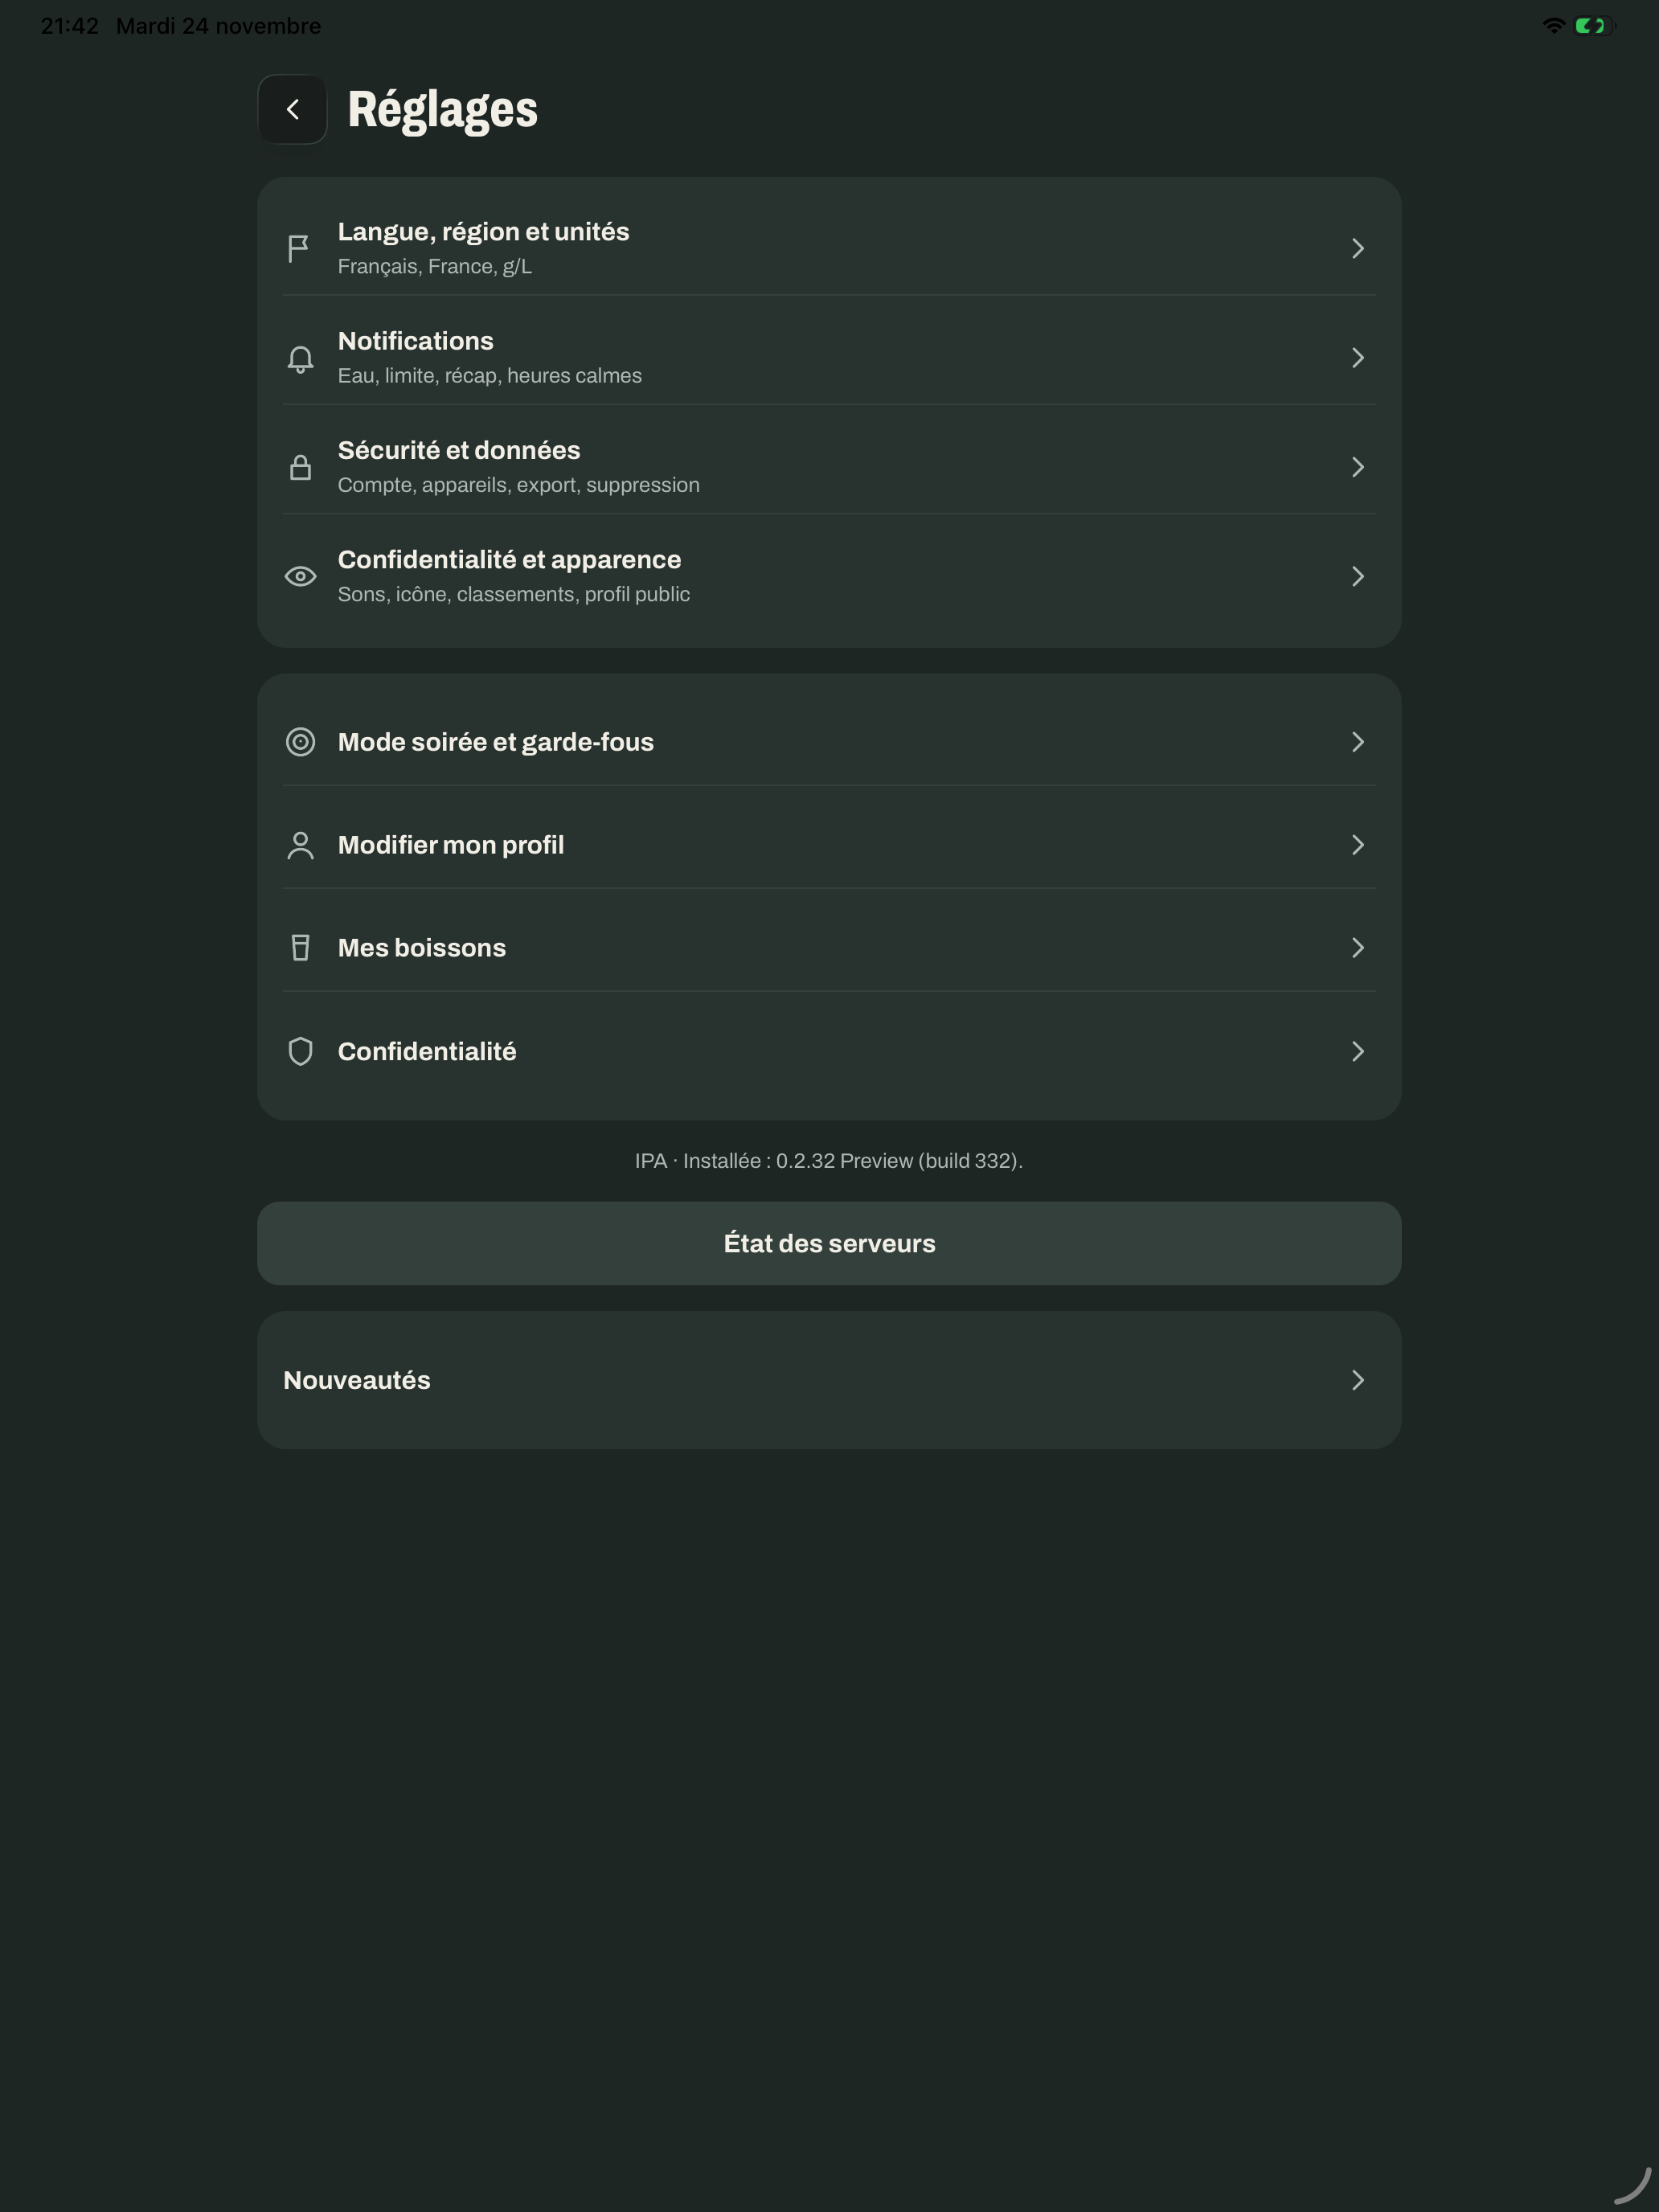 21:42 Mardi 24 novembre
Réglages
Langue, région et unités
Français, France, g/L
Notifications
Eau, limite, récap, heures calmes
Sécurité et données
Compte, appareils, export, suppression
Confidentialité et apparence
Sons, icône, classements, profil public
Mode soirée et garde-fous
Modifier mon profil
Mes boissons
Confidentialité
IPA · Installée : 0.2.32 Preview (build 332).
État des serveurs
Nouveautés